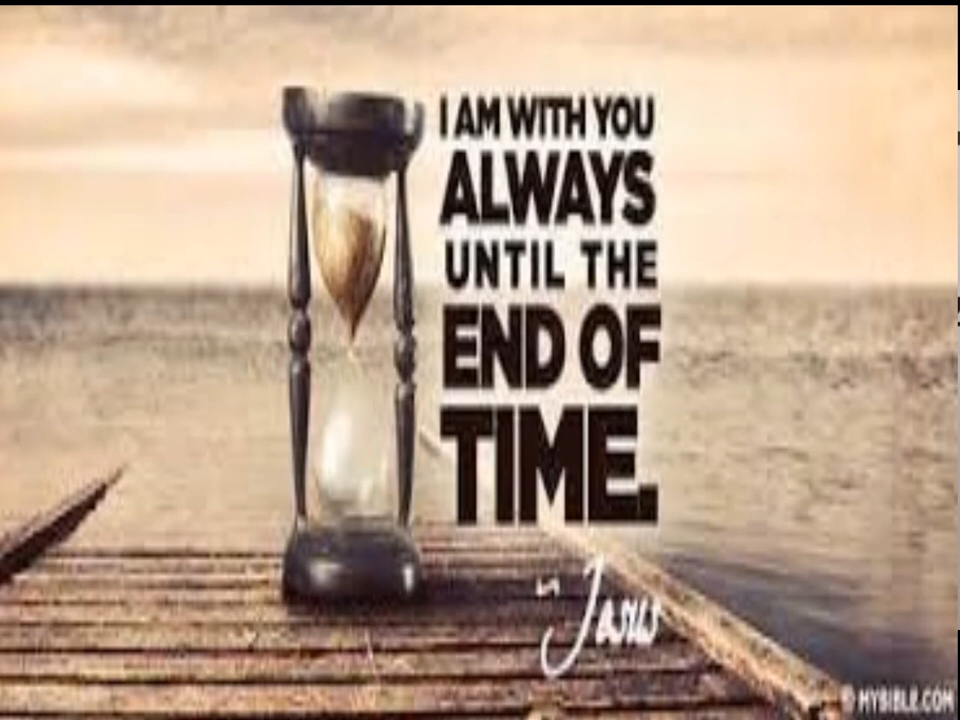 I AM WITH YOU
ALWAYS
UNTIL THE
END OF
TIME.
~ Jesus
© MYBIBLE.COM